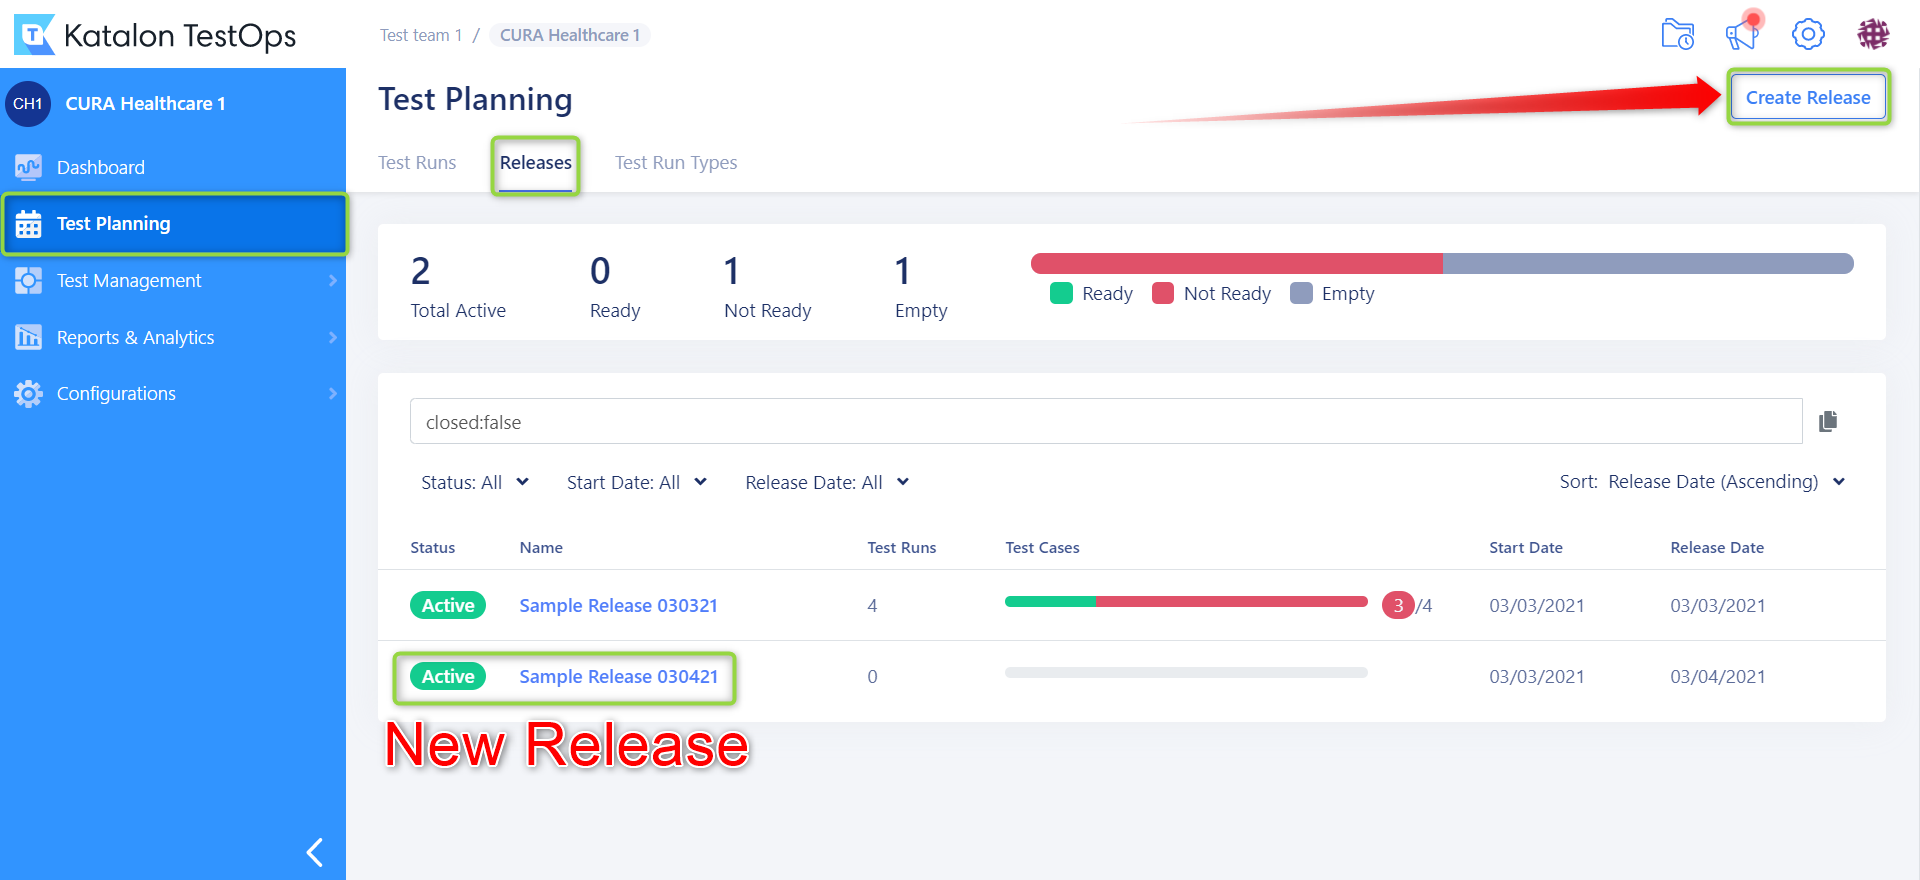 Katalon TestOps
Test team 1 / CURA Healthcare 1
CH1 CURA Healthcare 1
Dashboard
Test Planning
Test Management
Reports & Analytics
Configurations
Test Planning
Create Release
Test Runs Releases Test Run Types
2 0 1 1
Total Active Ready Not Ready Empty
Ready Not Ready Empty
closed:false
Status: All Start Date: All Release Date: All Sort: Release Date (Ascending)
Status Name Test Runs Test Cases Start Date Release Date
Active Sample Release 030321 4 3/4 03/03/2021 03/03/2021
Active Sample Release 030421 0 03/03/2021 03/04/2021
New Release